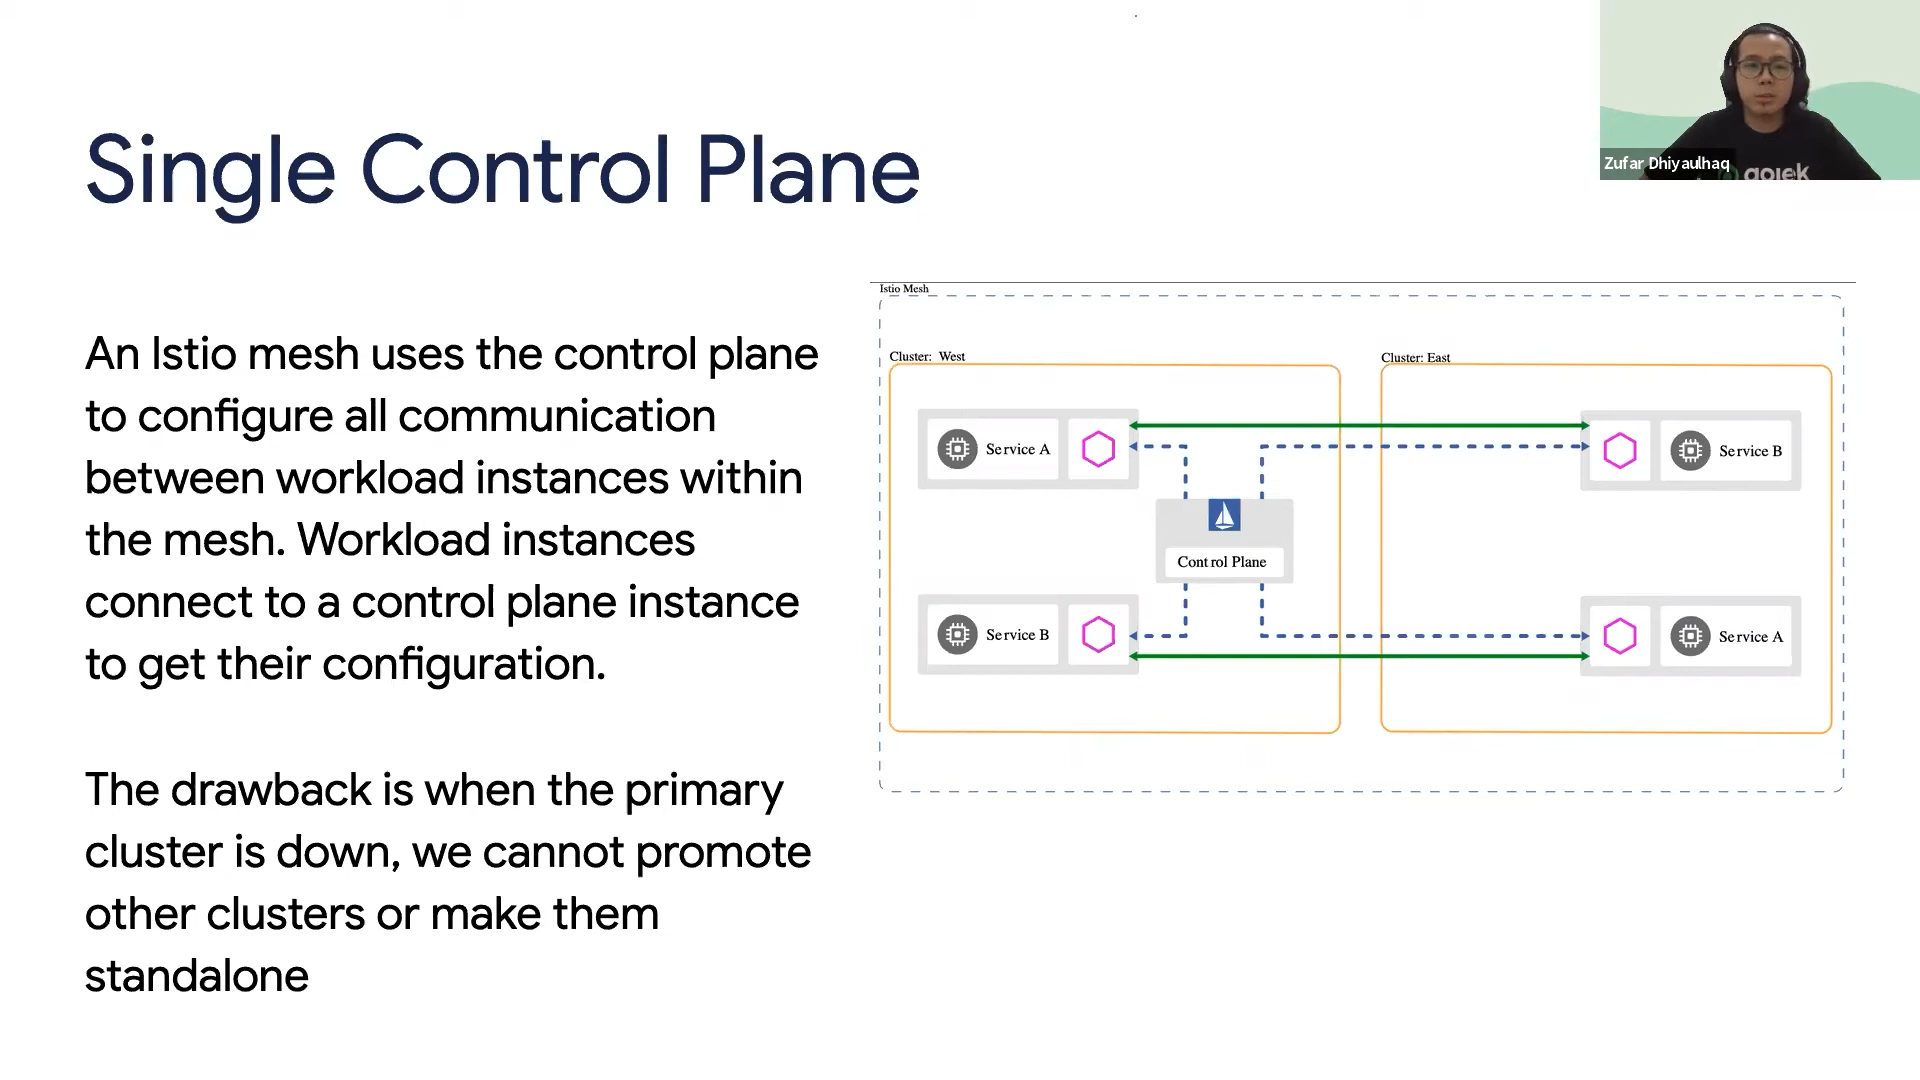 Single Control Plane
Zufar Dhiyaulhaq
gojek
An Istio mesh uses the control plane
to configure all communication
between workload instances within
the mesh. Workload instances
connect to a control plane instance
to get their configuration.
The drawback is when the primary
cluster is down, we cannot promote
other clusters or make them
standalone
Istio Mesh
Cluster: West
Cluster: East
Service A
Service B
Control Plane
Service B
Service A